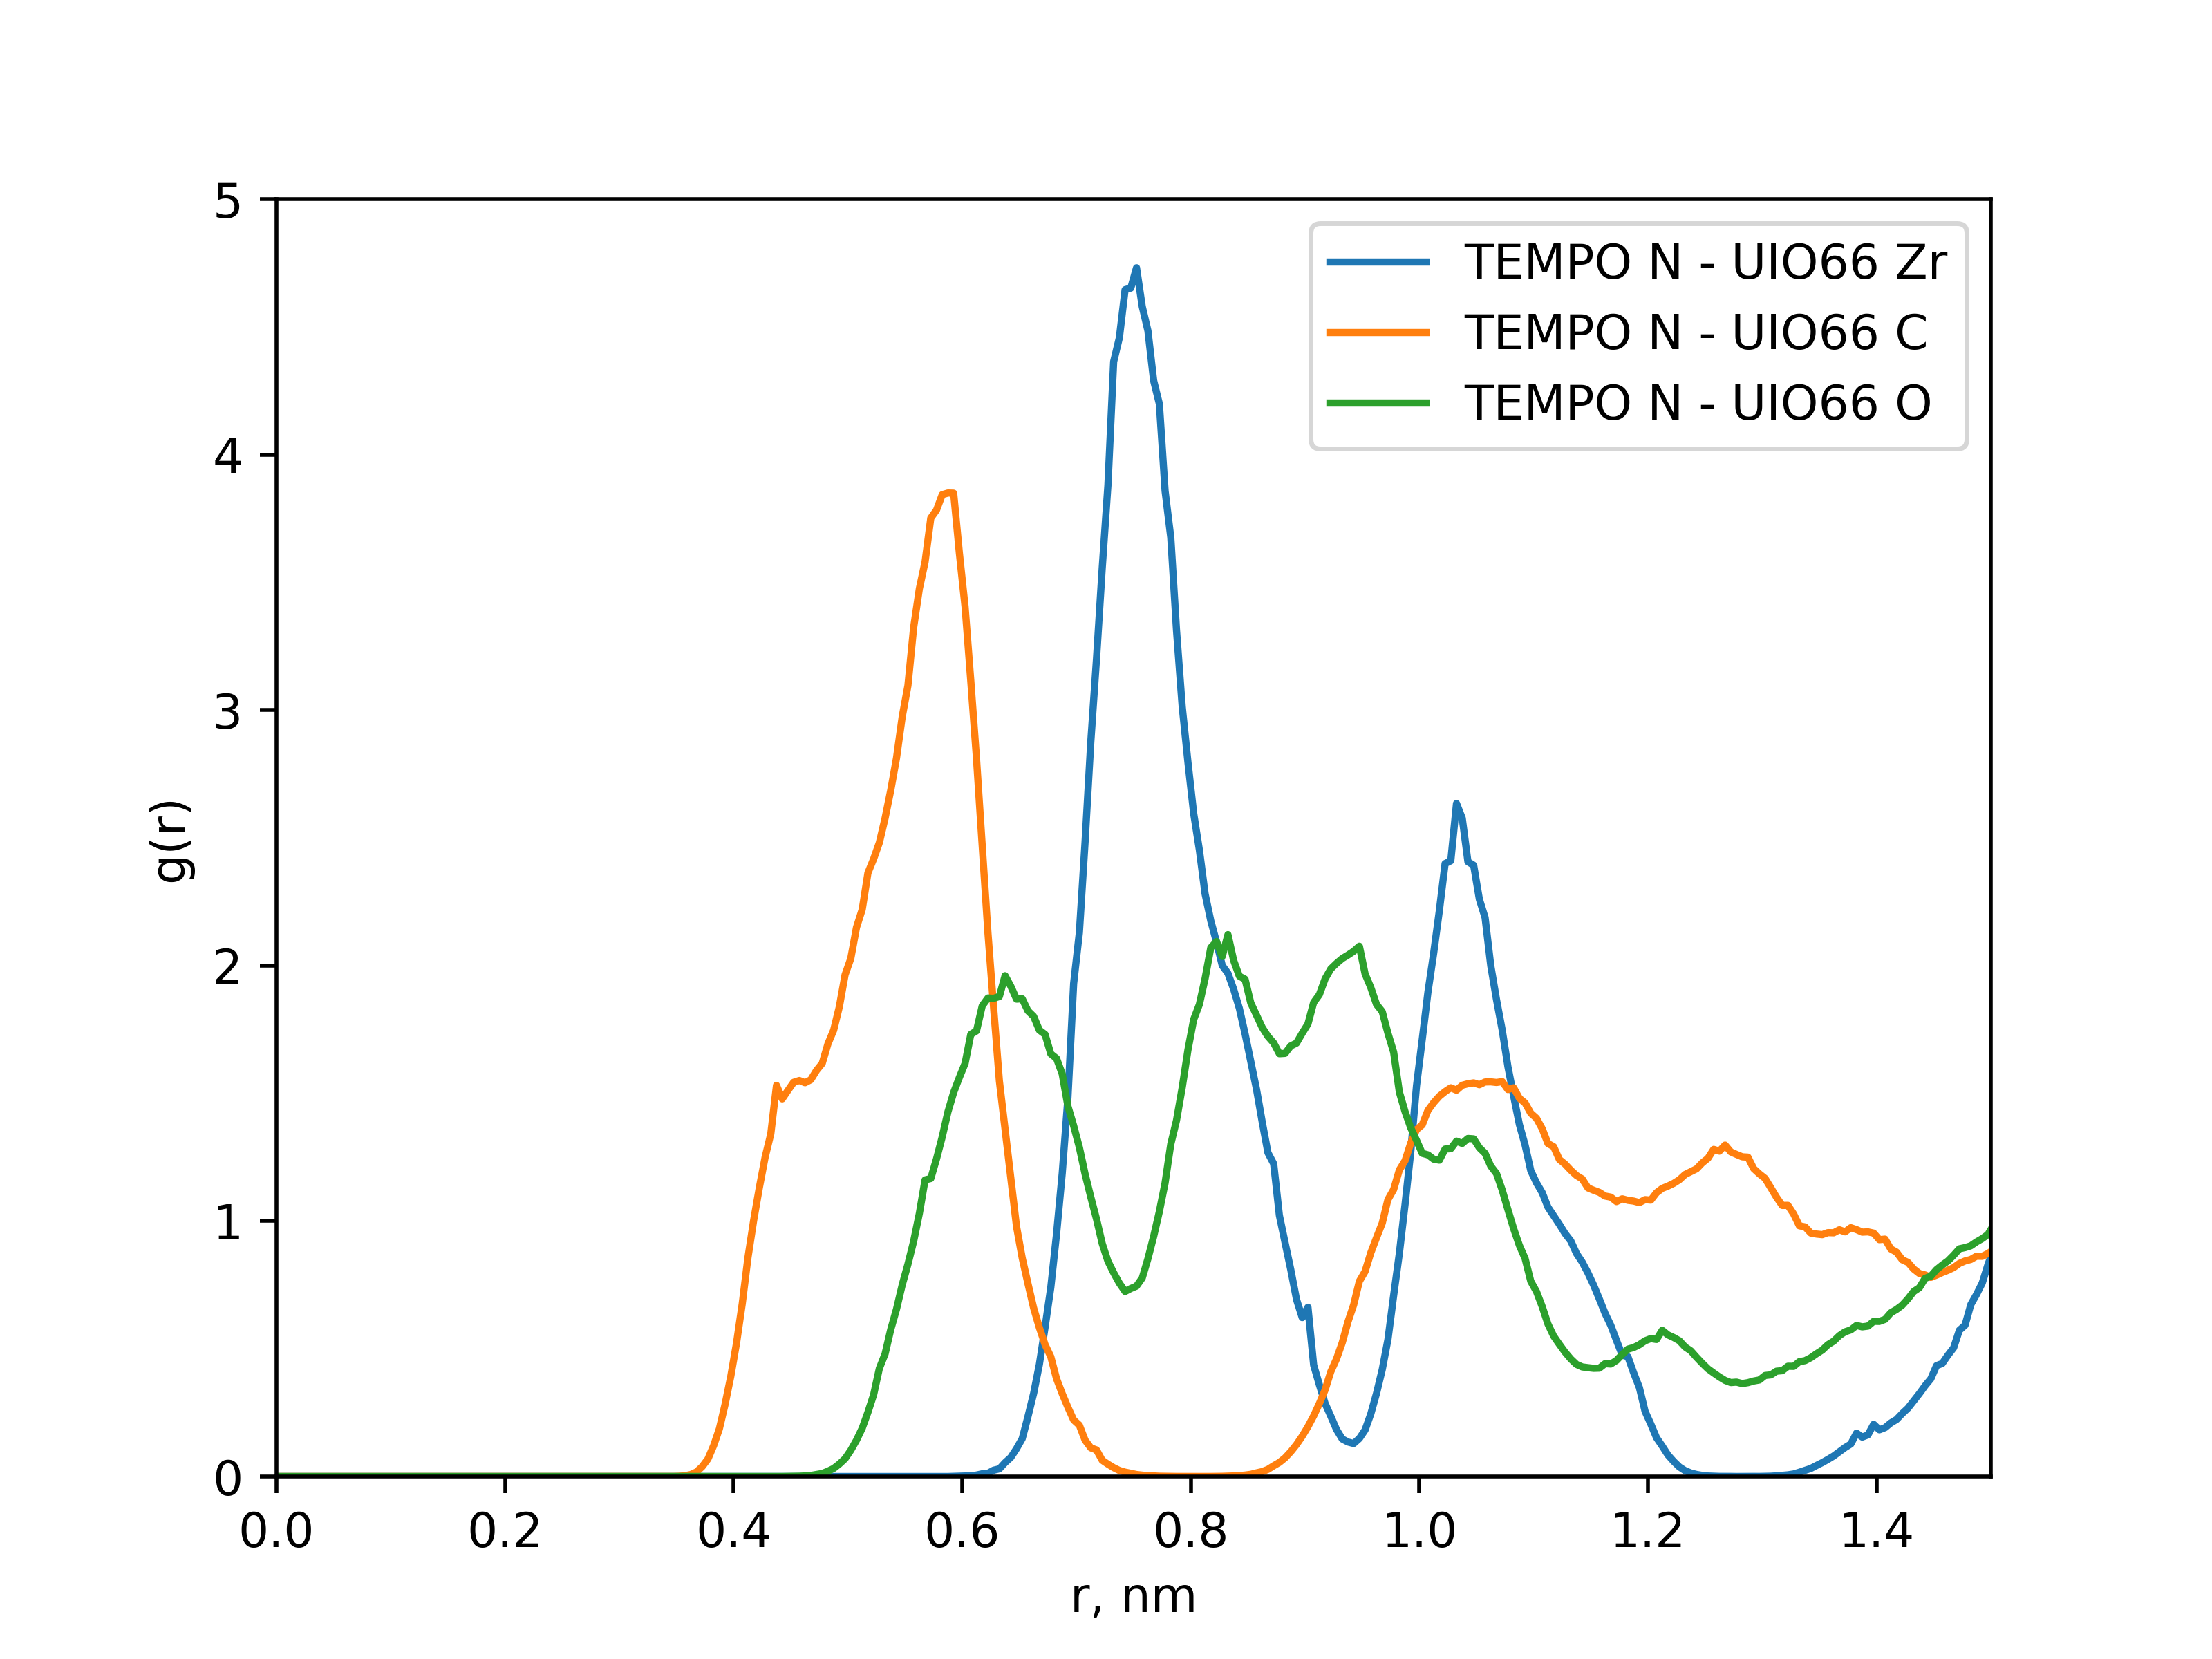 5
4
3
2
1
0
g(r)
TEMPO N - UIO66 Zr
TEMPO N - UIO66 C
TEMPO N - UIO66 O
0.0 0.2 0.4 0.6 0.8 1.0 1.2 1.4
r, nm